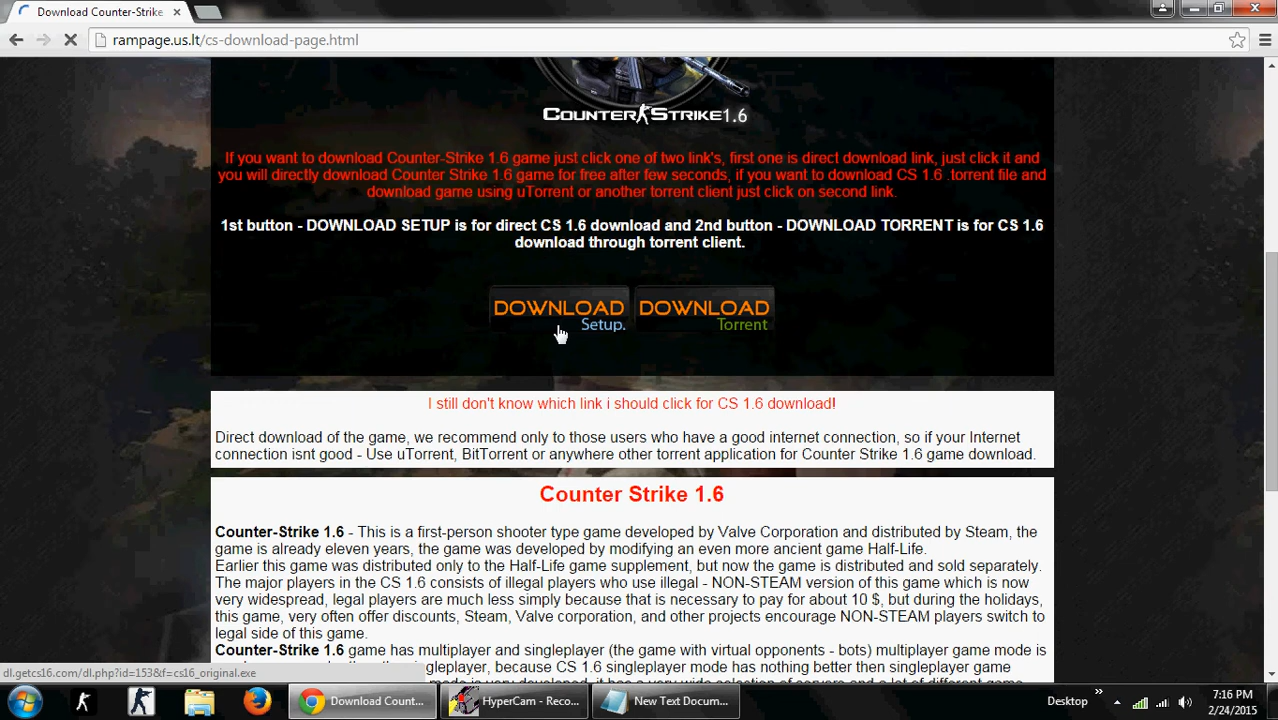 Download Counter-Strike
rampage.us.lt/cs-download-page.html
COUNTER STRIKE 1.6
If you want to download Counter-Strike 1.6 game just click one of two link's, first one is direct download link, just click it and
you will directly download Counter Strike 1.6 game for free after few seconds, if you want to download CS 1.6 .torrent file and
download game using uTorrent or another torrent client just click on second link.
1st button - DOWNLOAD SETUP is for direct CS 1.6 download and 2nd button - DOWNLOAD TORRENT is for CS 1.6
download through torrent client.
DOWNLOAD DOWNLOAD
Setup. Torrent
I still don't know which link i should click for CS 1.6 download!
Direct download of the game, we recommend only to those users who have a good internet connection, so if your Internet
connection isnt good - Use uTorrent, BitTorrent or anywhere other torrent application for Counter Strike 1.6 game download.
Counter Strike 1.6
Counter-Strike 1.6 - This is a first-person shooter type game developed by Valve Corporation and distributed by Steam, the
game is already eleven years, the game was developed by modifying an even more ancient game Half-Life.
Earlier this game was distributed only to the Half-Life game supplement, but now the game is distributed and sold separately.
The major players in the CS 1.6 consists of illegal players who use illegal - NON-STEAM version of this game which is now
very widespread, legal players are much less simply because that is necessary to pay for about 10 $, but during the holidays,
this game, very often offer discounts, Steam, Valve corporation, and other projects encourage NON-STEAM players switch to
legal side of this game.
Counter-Strike 1.6 game has multiplayer and singleplayer (the game with virtual opponents - bots) multiplayer game mode is
singleplayer, because CS 1.6 singleplayer mode has nothing better then singleplayer game
dl.getcs16.com/dl.php?id=153&f=cs16_original.exe
Download Count...
HyperCam - Reco...
New Text Docum...
Desktop
7:16 PM
2/24/2015